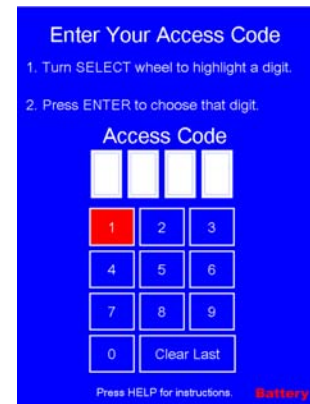 Enter Your Access Code
1. Turn SELECT wheel to highlight a digit.
2. Press ENTER to choose that digit.
Access Code
1 2 3
4 5 6
7 8 9
0 Clear Last
Press HELP for instructions. Battery